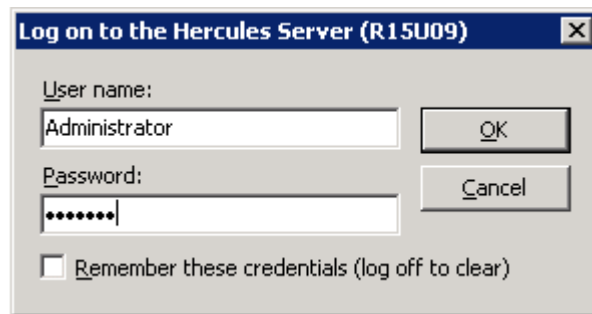 Log on to the Hercules Server (R15U09)
User name:
Administrator
OK
Password:
•••••••
Cancel
Remember these credentials (log off to clear)